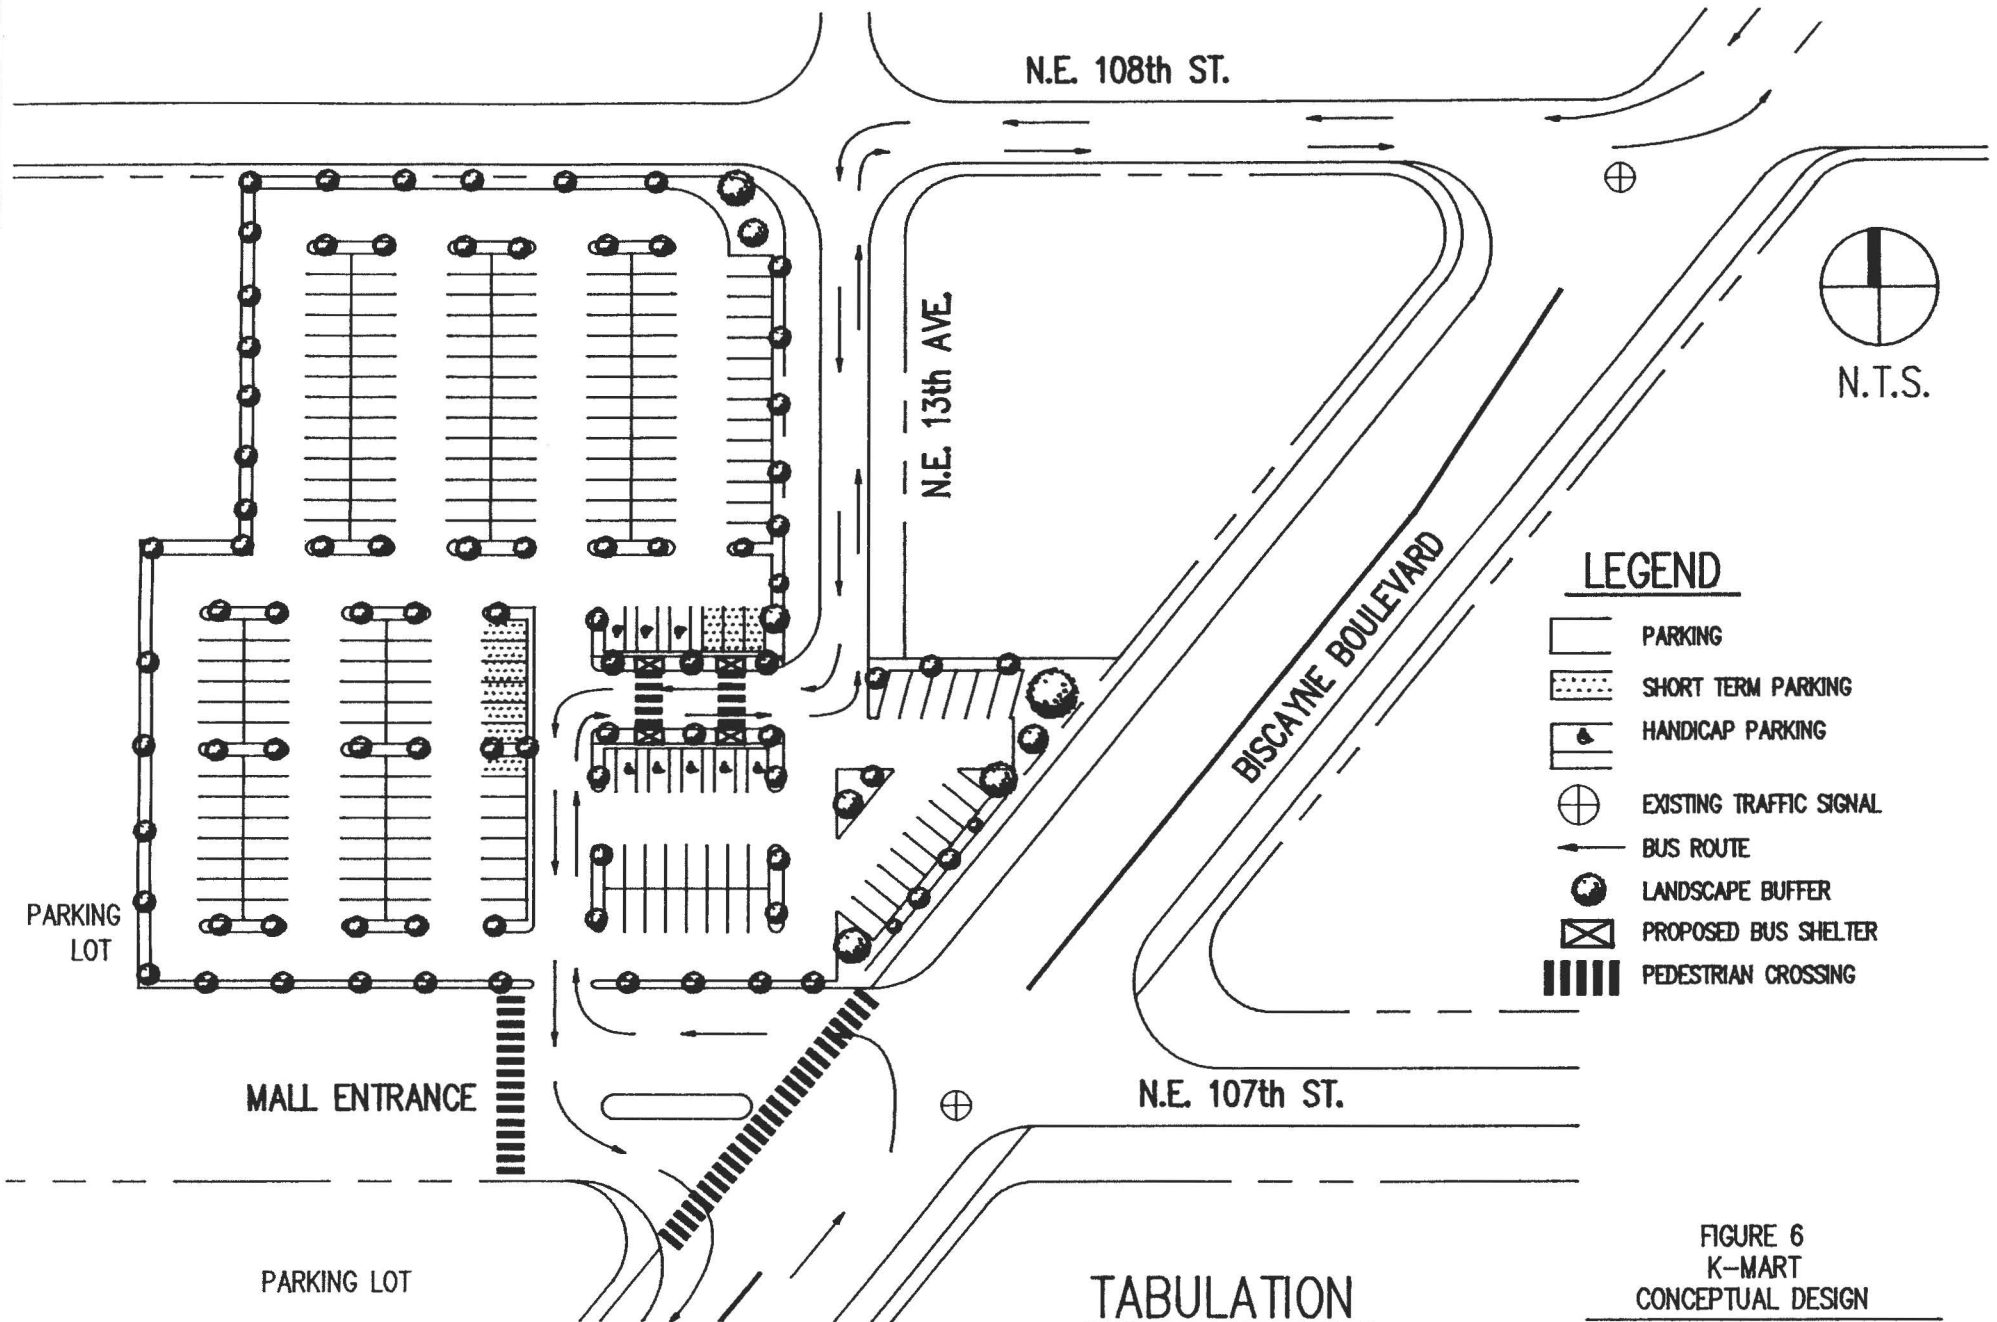 N.E. 108th ST.
N.E. 13th AVE.
N.T.S.
BISCAYNE BOULEVARD
LEGEND
PARKING
SHORT TERM PARKING
HANDICAP PARKING
EXISTING TRAFFIC SIGNAL
BUS ROUTE
LANDSCAPE BUFFER
PROPOSED BUS SHELTER
PEDESTRIAN CROSSING
PARKING
LOT
MALL ENTRANCE
N.E. 107th ST.
PARKING LOT
TABULATION
FIGURE 6
K-MART
CONCEPTUAL DESIGN